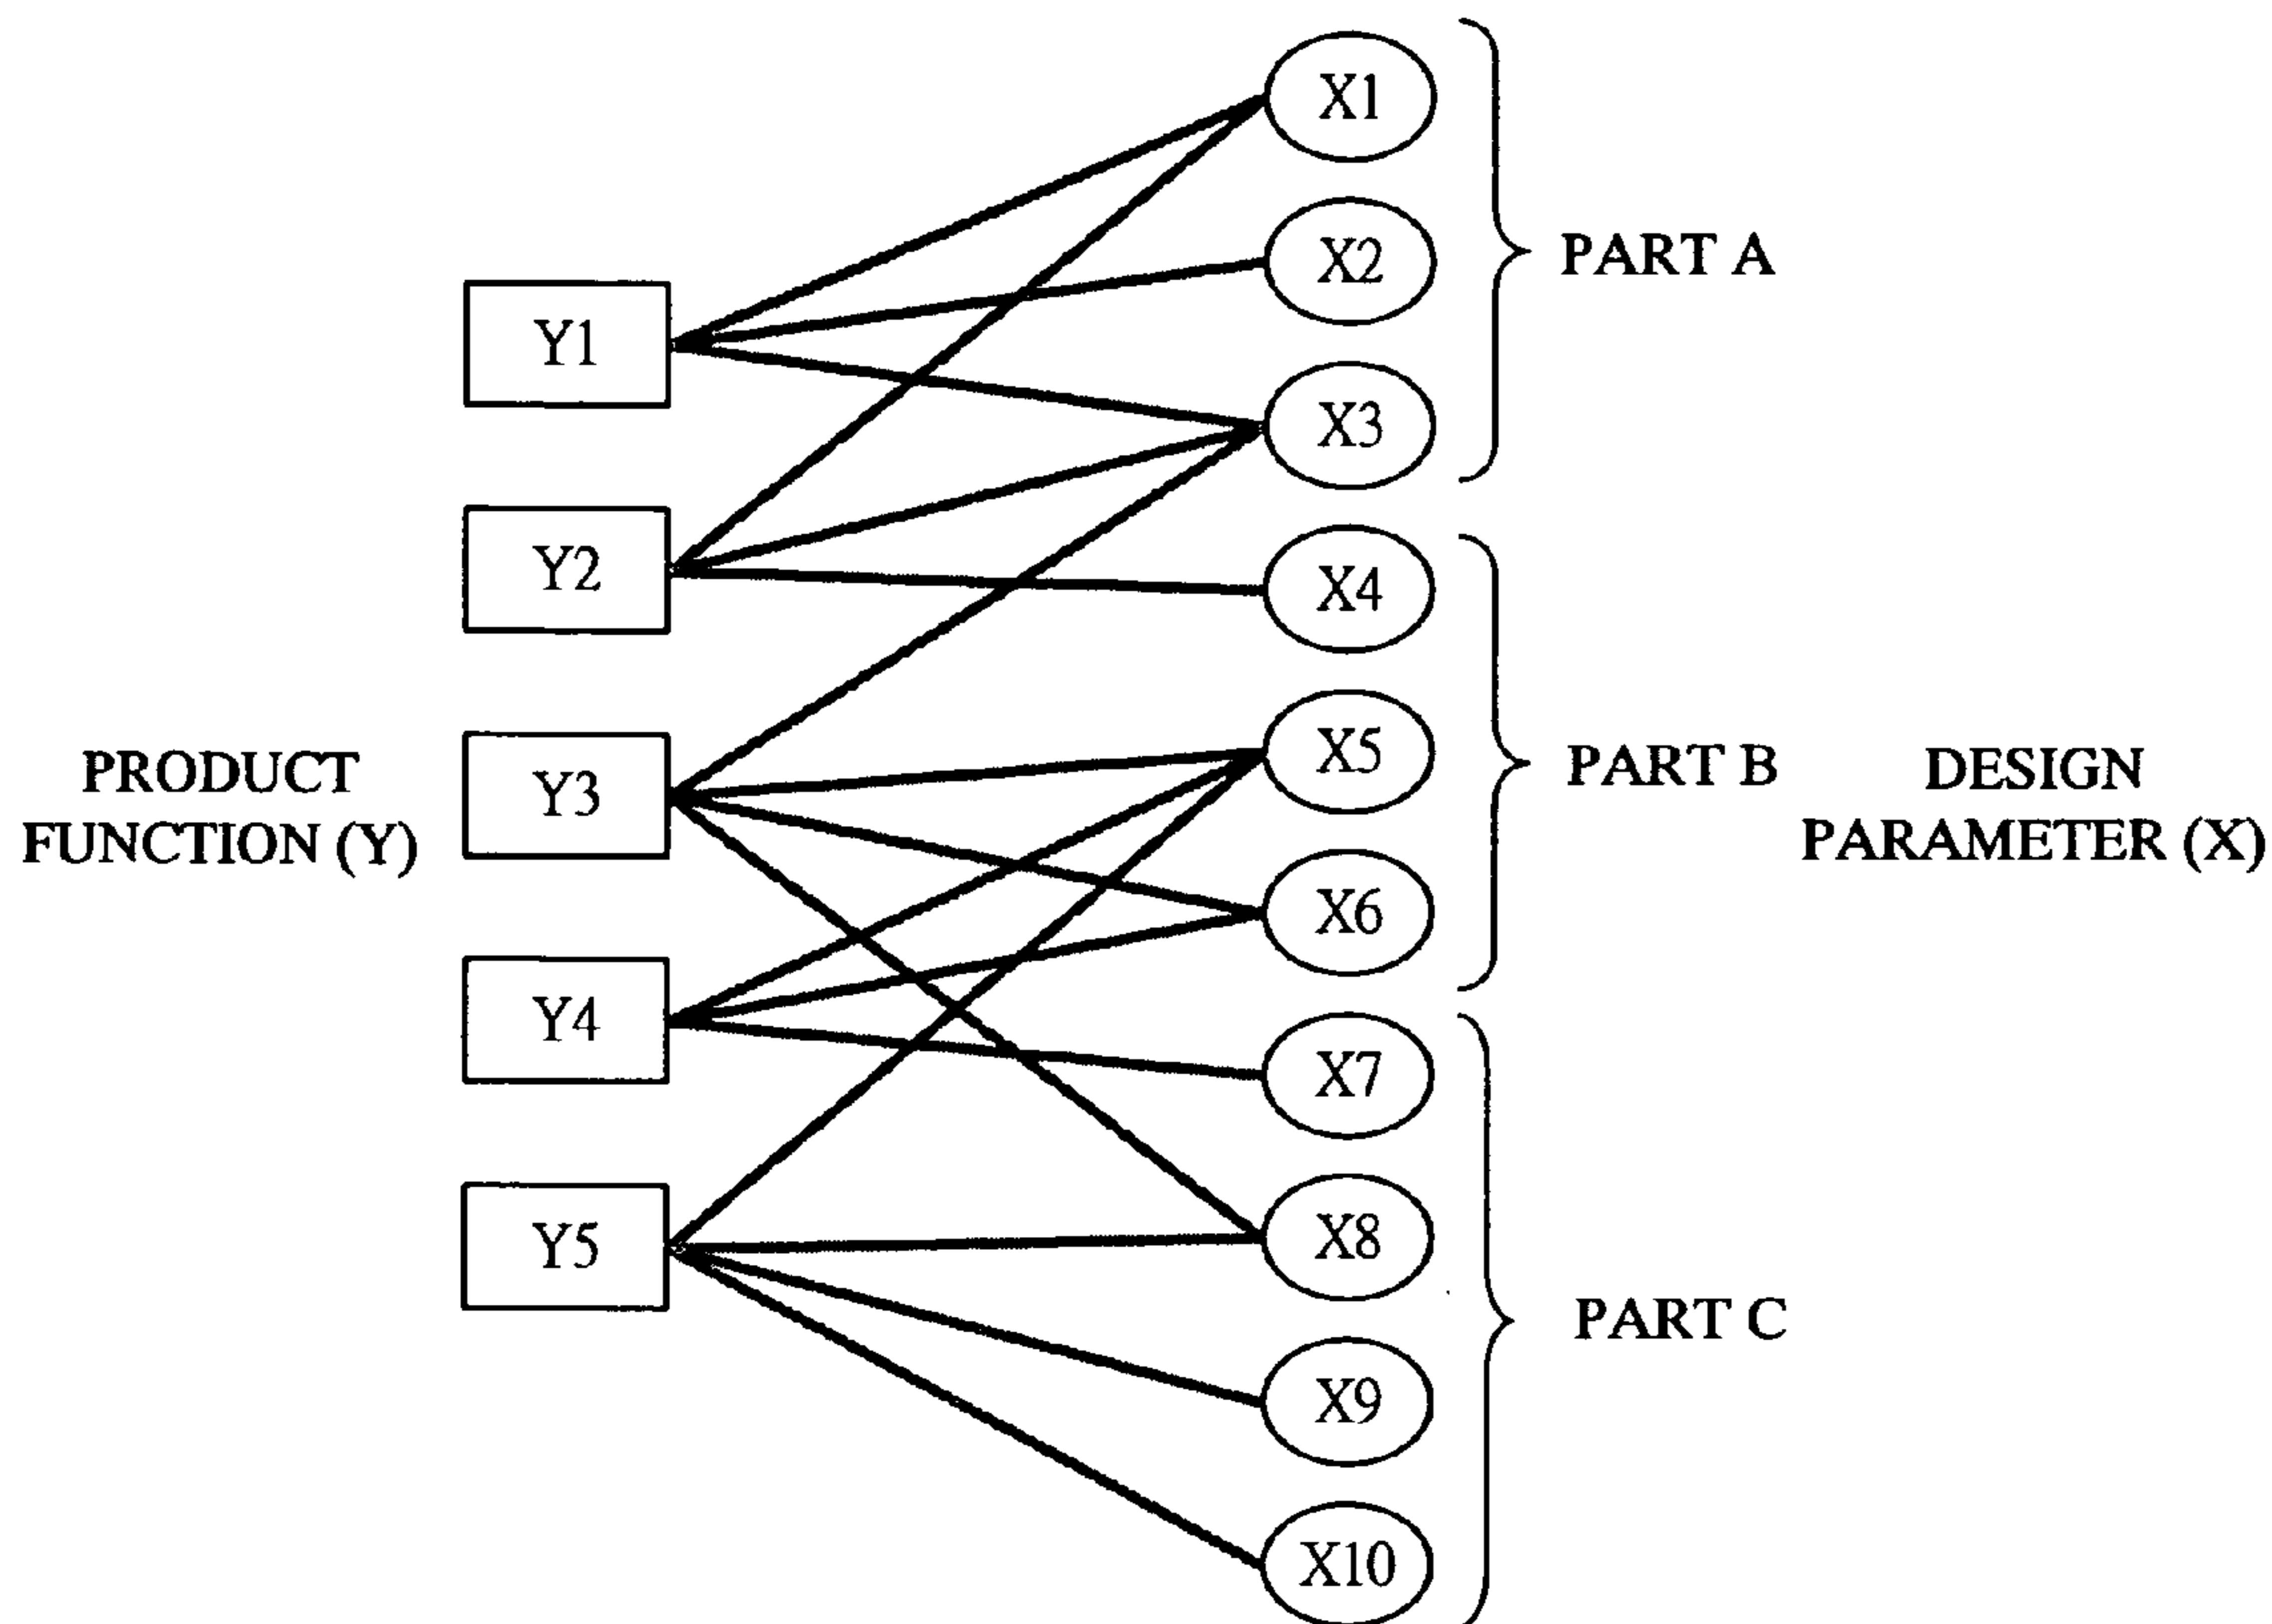 X1
X2
PART A
Y1
X3
Y2
X4
PRODUCT
FUNCTION (Y)
Y3
X5
PART B
DESIGN
PARAMETER (X)
X6
Y4
X7
Y5
X8
PART C
X9
X10